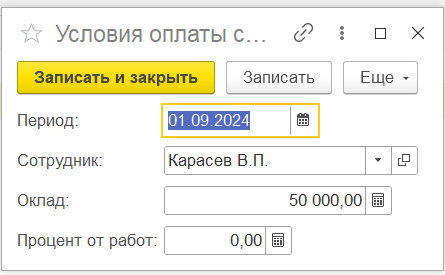 Условия оплаты с...
Записать и закрыть Записать Еще
Период: 01.09.2024
Сотрудник: Карасев В.П.
Оклад: 50 000,00
Процент от работ: 0,00